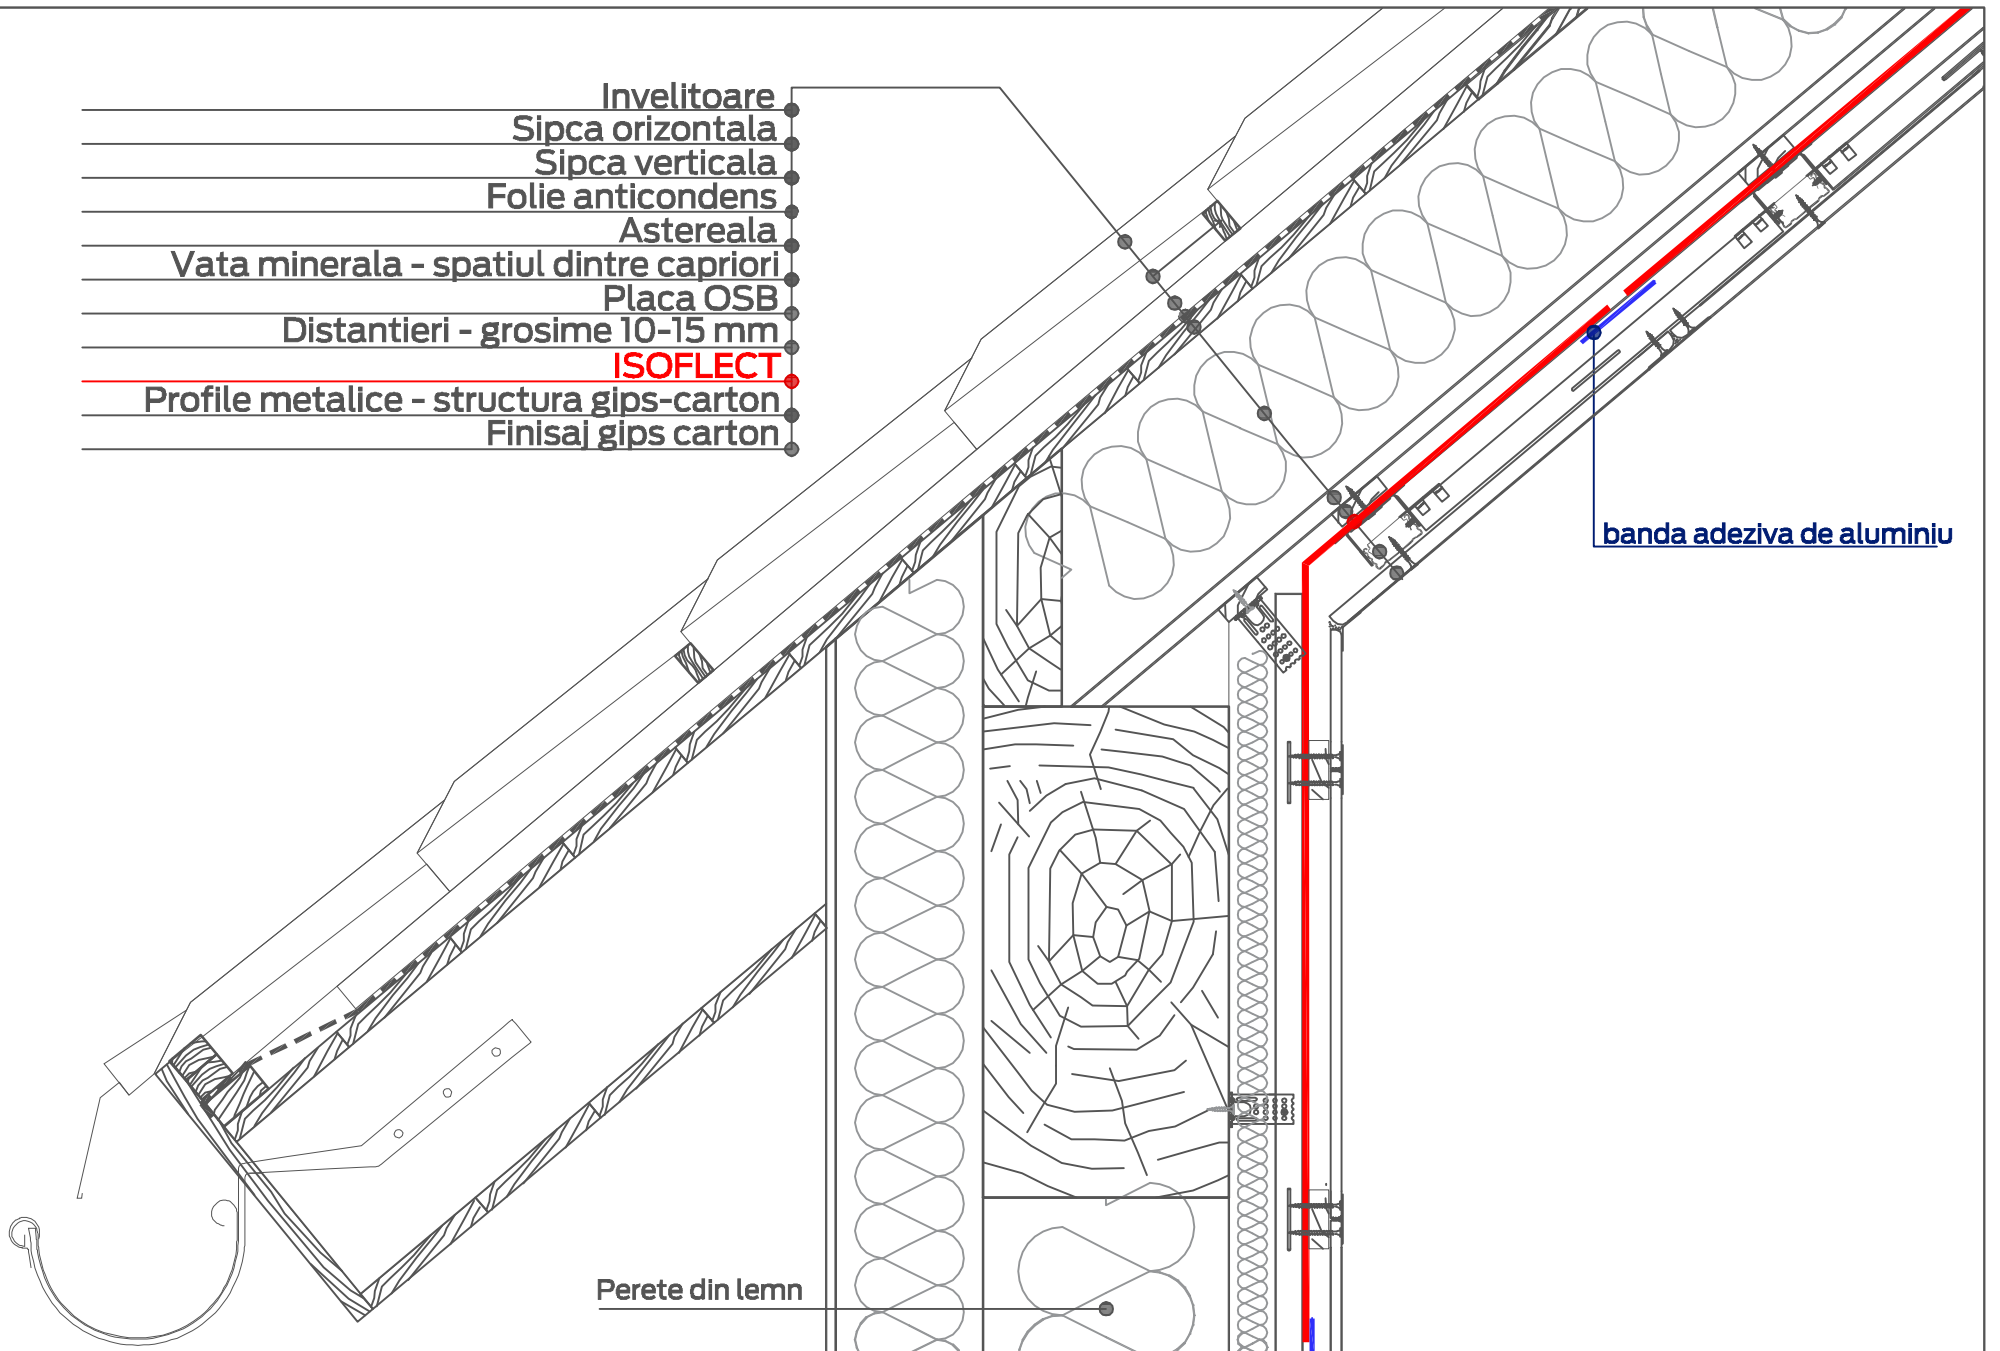 Invelitoare
Sipca orizontala
Sipca verticala
Folie anticondens
Astereala
Vata minerala - spatiul dintre capriori
Placa OSB
Distantieri - grosime 10-15 mm
ISOFLECT
Profile metalice - structura gips-carton
Finisaj gips carton
banda adeziva de aluminiu
Perete din lemn